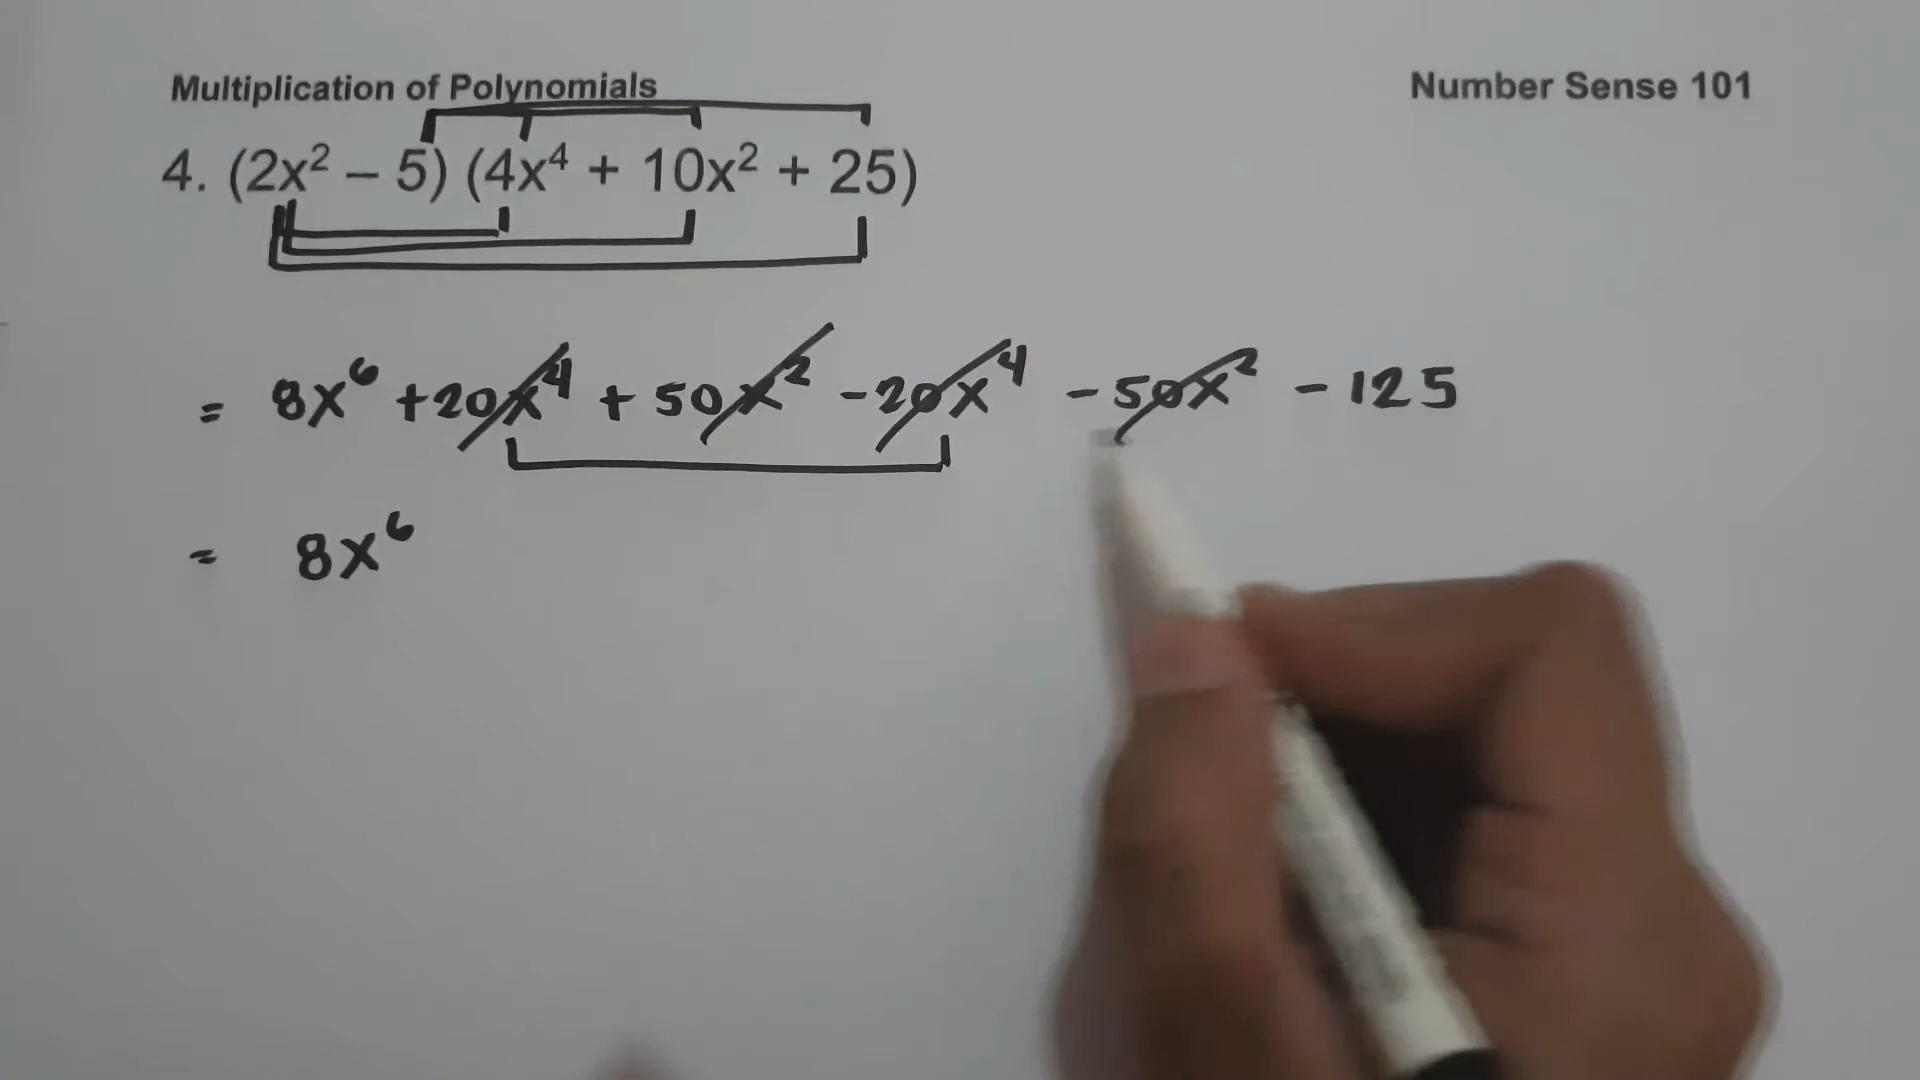 Multiplication of Polynomials Number Sense 101
4. (2x² – 5) (4x⁴ + 10x² + 25)
= 8x⁶ + 20x⁴ + 50x² - 20x⁴ - 50x² - 125
= 8x⁶